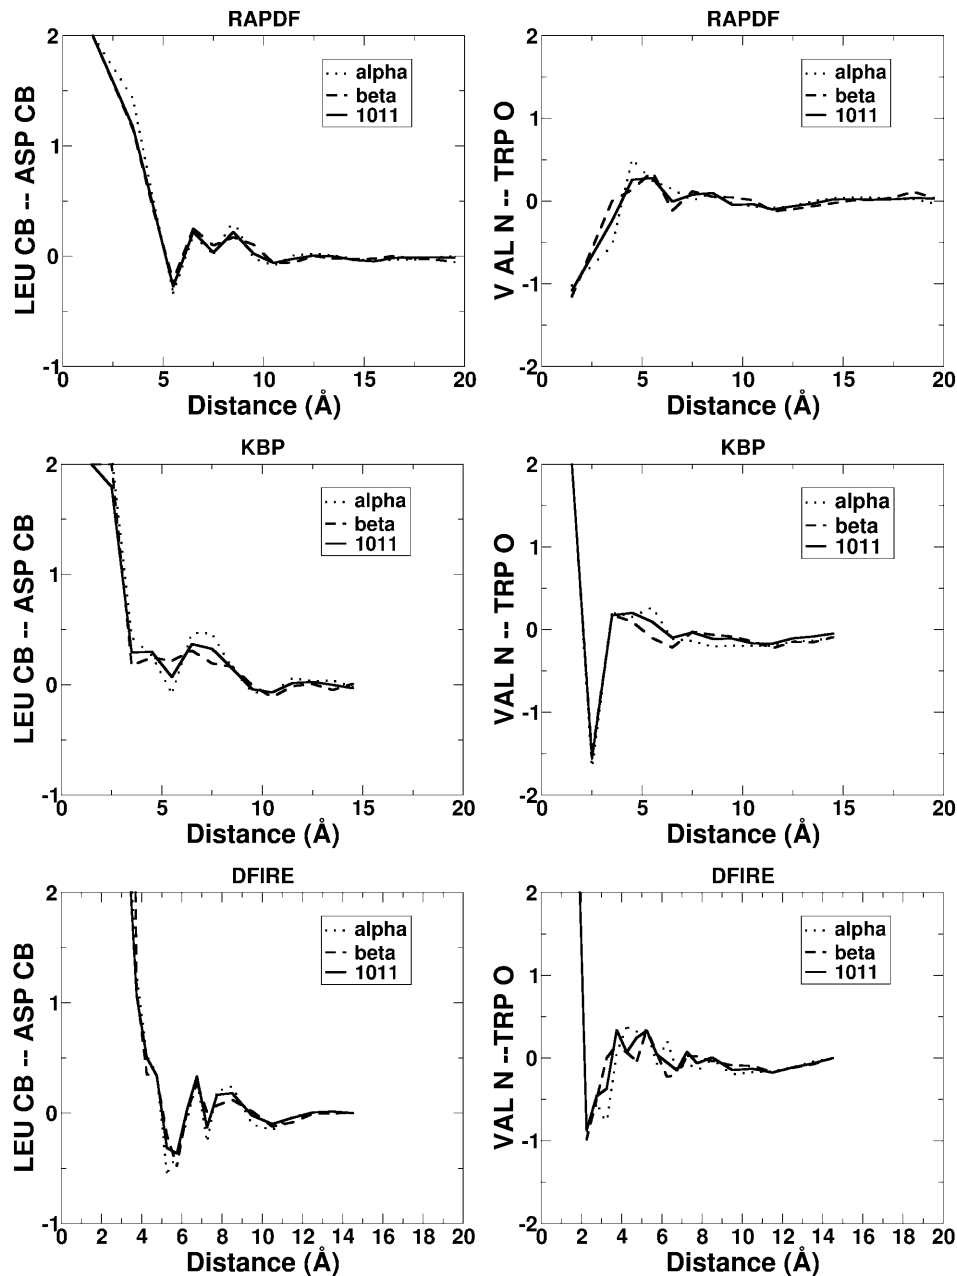 RAPDF
2
1
0
-1
LEU CB -- ASP CB
alpha
beta
1011
0 5 10 15 20
Distance (Å)
RAPDF
2
1
0
-1
-2
V ALN -- TRP O
alpha
beta
1011
0 5 10 15 20
Distance (Å)
KBP
2
1
0
-1
LEU CB -- ASP CB
alpha
beta
1011
0 5 10 15 20
Distance (Å)
KBP
2
1
0
-1
-2
VAL N -- TRP O
alpha
beta
1011
0 5 10 15 20
Distance (Å)
DFIRE
2
1
0
-1
LEU CB -- ASP CB
alpha
beta
1011
0 2 4 6 8 10 12 14 16 18 20
Distance (Å)
DFIRE
2
1
0
-1
-2
VAL N --TRP O
alpha
beta
1011
0 2 4 6 8 10 12 14 16 18 20
Distance (Å)